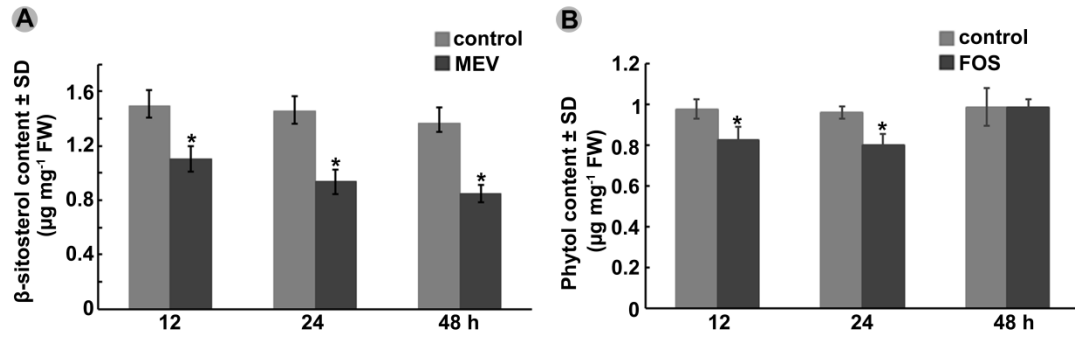 A
control
MEV
β-sitosterol content ± SD
(µg mg⁻¹ FW)
1.6
1.2
0.8
0.4
0
*
*
*
12 24 48 h
B
control
FOS
Phytol content ± SD
(µg mg⁻¹ FW)
1.2
1
0.8
0.6
0.4
0.2
0
*
*
12 24 48 h